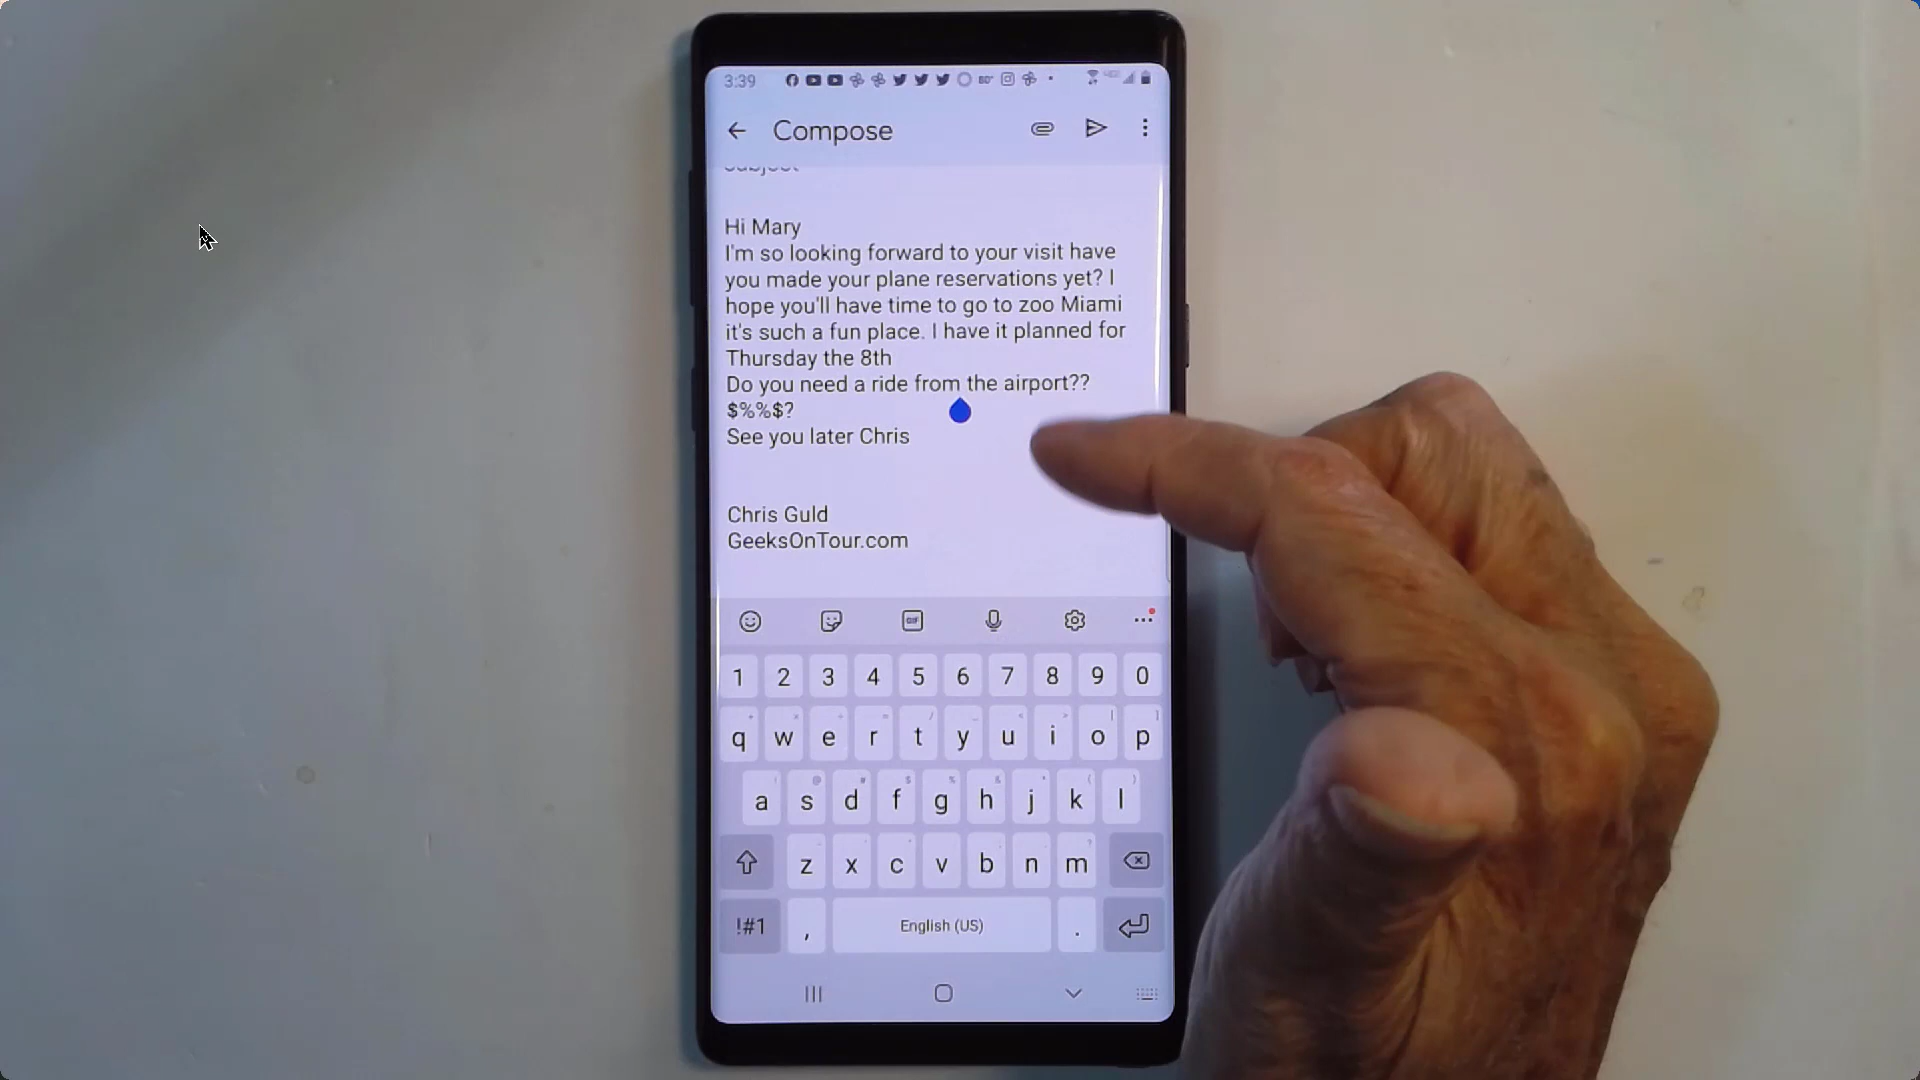 3:39
80°
Compose
Subject
Hi Mary
I'm so looking forward to your visit have
you made your plane reservations yet? I
hope you'll have time to go to zoo Miami
it's such a fun place. I have it planned for
Thursday the 8th
Do you need a ride from the airport??
$%%$?
See you later Chris
Chris Guld
GeeksOnTour.com
GIF
1 2 3 4 5 6 7 8 9 0
q w e r t y u i o p
a s d f g h j k l
z x c v b n m
!#1 , English (US) .